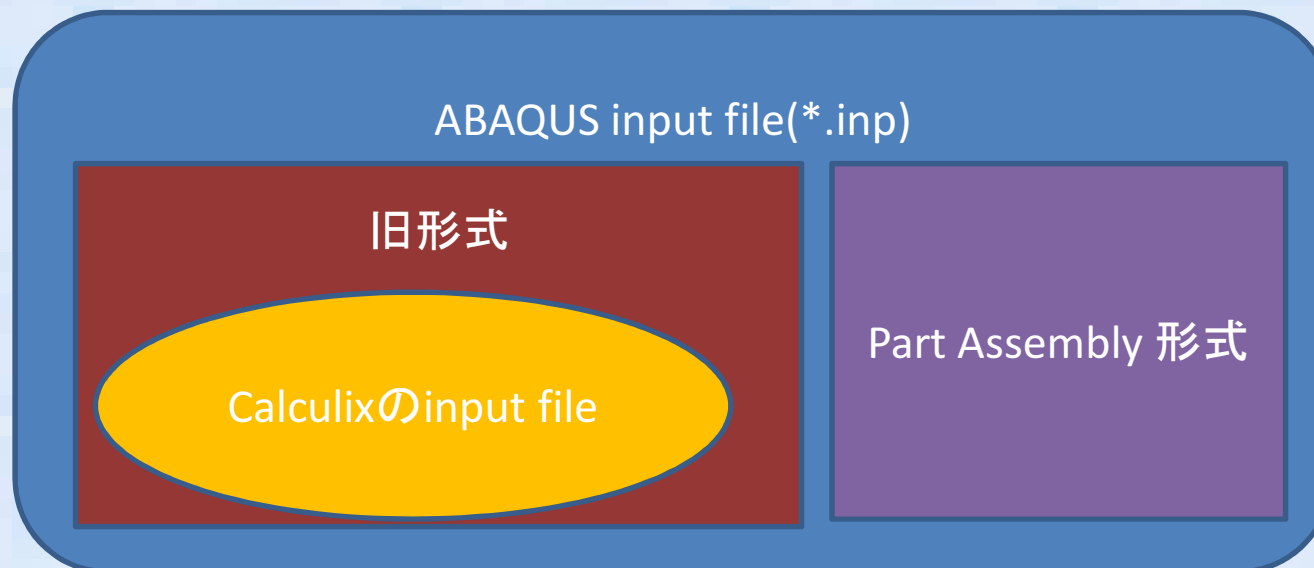 ABAQUS input file(*.inp)
旧形式
Part Assembly 形式
Calculixのinput file